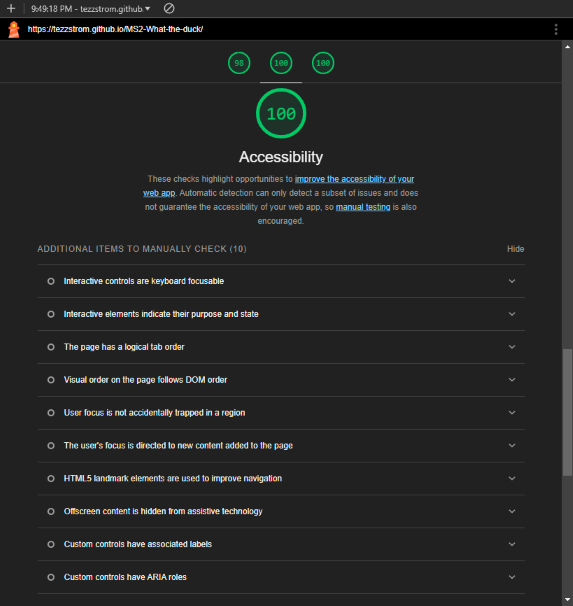 9:49:18 PM - tezzstrom.github.
https://tezzstrom.github.io/MS2-What-the-duck/
98 100 100
100
Accessibility
These checks highlight opportunities to improve the accessibility of your
web app. Automatic detection can only detect a subset of issues and does
not guarantee the accessibility of your web app, so manual testing is also
encouraged.
ADDITIONAL ITEMS TO MANUALLY CHECK (10) Hide
Interactive controls are keyboard focusable
Interactive elements indicate their purpose and state
The page has a logical tab order
Visual order on the page follows DOM order
User focus is not accidentally trapped in a region
The user's focus is directed to new content added to the page
HTML5 landmark elements are used to improve navigation
Offscreen content is hidden from assistive technology
Custom controls have associated labels
Custom controls have ARIA roles